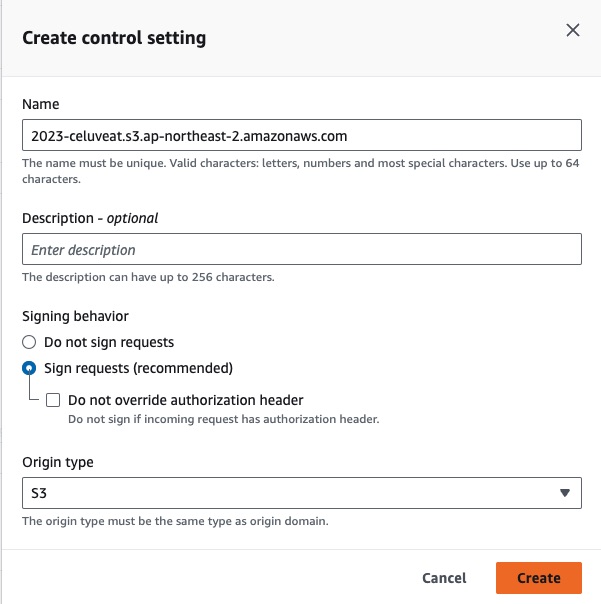 Create control setting
Name
2023-celuveat.s3.ap-northeast-2.amazonaws.com
The name must be unique. Valid characters: letters, numbers and most special characters. Use up to 64
characters.
Description - optional
Enter description
The description can have up to 256 characters.
Signing behavior
Do not sign requests
Sign requests (recommended)
Do not override authorization header
Do not sign if incoming request has authorization header.
Origin type
S3
The origin type must be the same type as origin domain.
Cancel Create